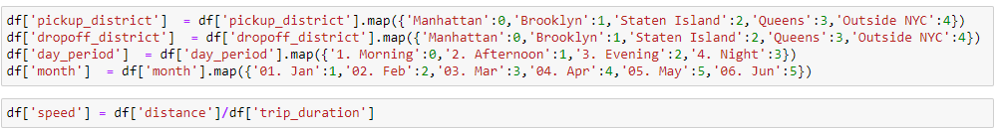 df['pickup_district']  = df['pickup_district'].map({'Manhattan':0,'Brooklyn':1,'Staten Island':2,'Queens':3,'Outside NYC':4})
df['dropoff_district']  = df['dropoff_district'].map({'Manhattan':0,'Brooklyn':1,'Staten Island':2,'Queens':3,'Outside NYC':4})
df['day_period']  = df['day_period'].map({'1. Morning':0,'2. Afternoon':1,'3. Evening':2,'4. Night':3})
df['month']  = df['month'].map({'01. Jan':1,'02. Feb':2,'03. Mar':3,'04. Apr':4,'05. May':5,'06. Jun':5})
df['speed'] = df['distance']/df['trip_duration']